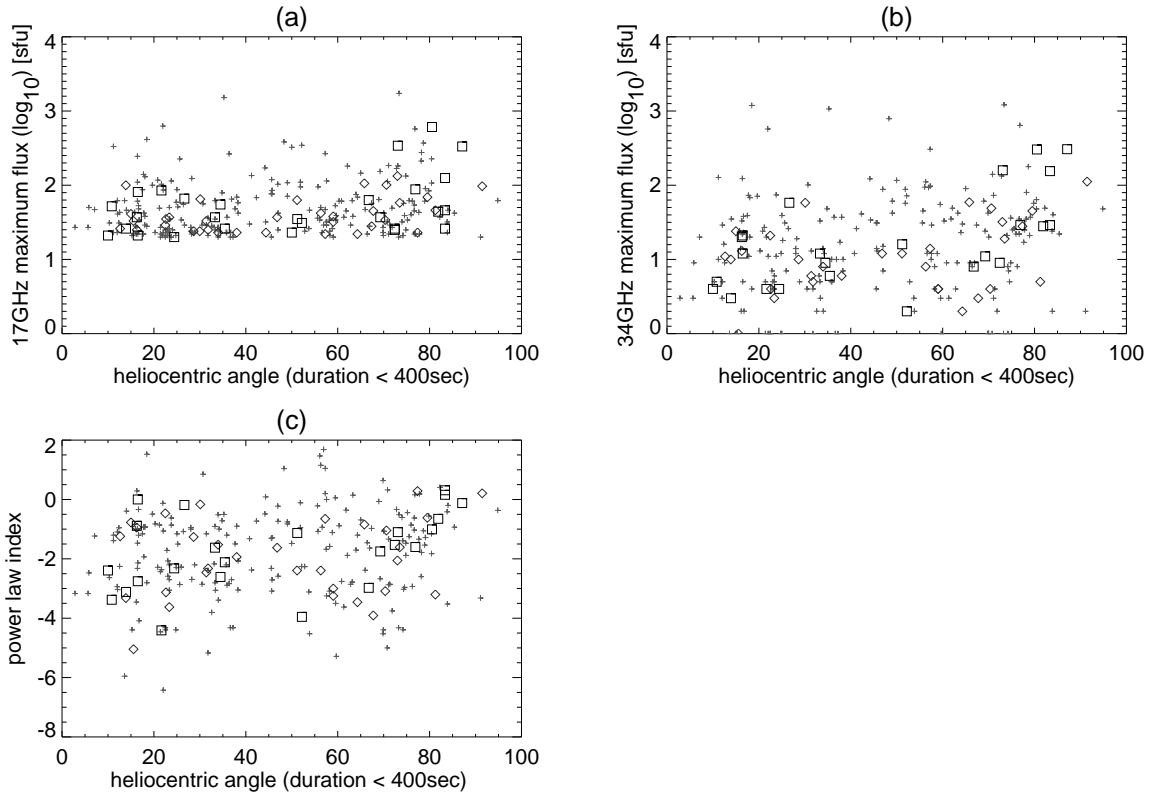 (a)
17GHz maximum flux (log10) [sfu]
4
3
2
1
0
0 20 40 60 80 100
heliocentric angle (duration < 400sec)
(b)
34GHz maximum flux (log10) [sfu]
4
3
2
1
0
0 20 40 60 80 100
heliocentric angle (duration < 400sec)
(c)
power law index
2
0
-2
-4
-6
-8
0 20 40 60 80 100
heliocentric angle (duration < 400sec)